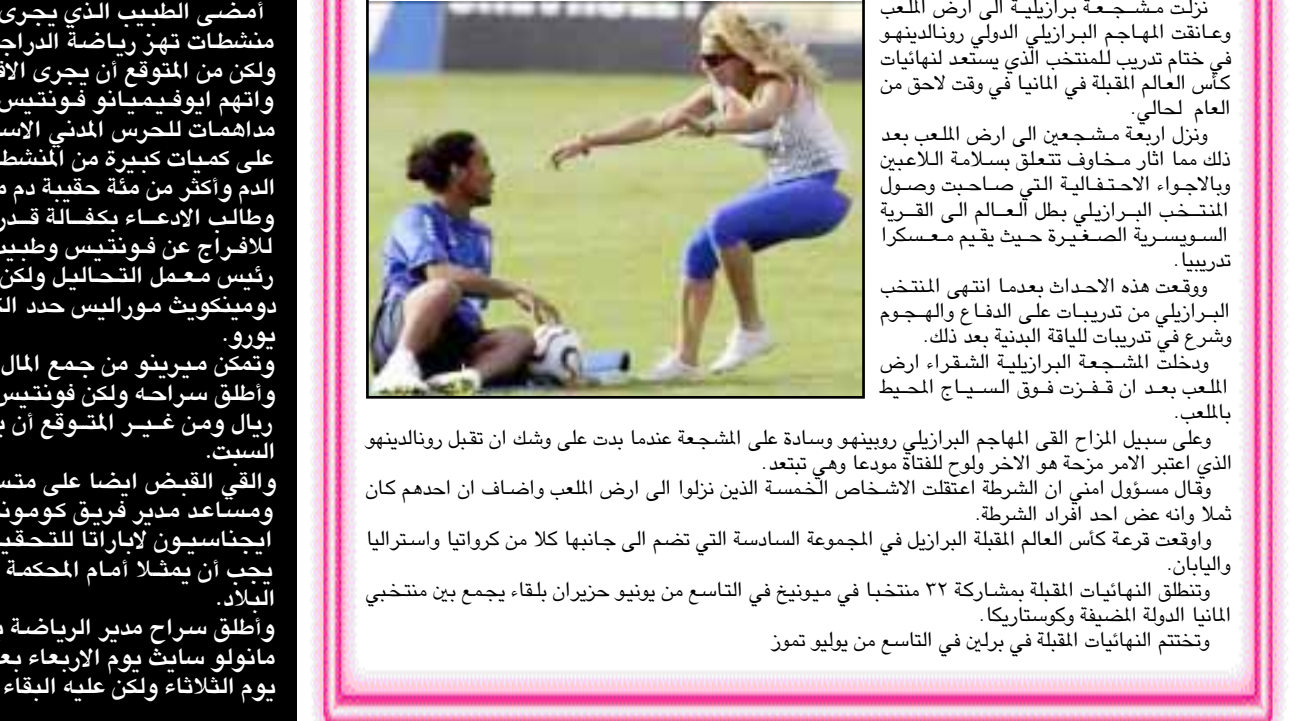 نزلت مشجعة برازيلية الى ارض الملعب
وعانقت المهاجم البرازيلي الدولي رونالدينهو
في ختام تدريب للمنتخب الذي يستعد لنهائيات
كأس العالم المقبلة في المانيا في وقت لاحق من
العام لحالي.
ونزل اربعة مشجعين الى ارض الملعب بعد
ذلك مما اثار مخاوف تتعلق بسلامة اللاعبين
وبالاجواء الاحتفالية التي صاحبت وصول
المنتخب البرازيلي بطل العالم الى القرية
السويسرية الصغيرة حيث يقيم معسكرا
تدريبيا.
ووقعت هذه الاحداث بعدما انتهى المنتخب
البرازيلي من تدريبات على الدفاع والهجوم
وشرع في تدريبات للياقة البدنية بعد ذلك.
ودخلت المشجعة البرازيلية الشقراء ارض
الملعب بعد ان قفزت فوق السياج المحيط
بالملعب.
وعلى سبيل المزاح القى المهاجم البرازيلي روبينهو وسادة على المشجعة عندما بدت على وشك ان تقبل رونالدينهو
الذي اعتبر الامر مزحة هو الاخر ولوح للفتاة مودعا وهي تبتعد.
وقال مسؤول امني ان الشرطة اعتقلت الاشخاص الخمسة الذين نزلوا الى ارض الملعب واضاف ان احدهم كان
ثملا وانه عض احد افراد الشرطة.
واوقعت قرعة كأس العالم المقبلة البرازيل في المجموعة السادسة التي تضم الى جانبها كلا من كرواتيا واستراليا
واليابان.
وتنطلق النهائيات المقبلة بمشاركة ٣٢ منتخبا في ميونيخ في التاسع من يونيو حزيران بلقاء يجمع بين منتخبي
المانيا الدولة المضيفة وكوستاريكا.
وتختتم النهائيات المقبلة في برلين في التاسع من يوليو تموز
أمضى الطبيب الذي يجرى
منشطات تهز رياضة الدراج
ولكن من المتوقع أن يجرى الاق
واتهم ايوفيميانو فونتيس
مداهمات للحرس المدني الاس
على كميات كبيرة من المنشط
الدم وأكثر من مئة حقيبة دم م
وطالب الادعاء بكفالة قدر
للافراج عن فونتيس وطبيب
رئيس معمل التحاليل ولكن
دومينكويث موراليس حدد الك
يورو.
وتمكن ميرينو من جمع المال
وأطلق سراحه ولكن فونتيس
ريال ومن غير المتوقع أن ي
السبت.
والقي القبض ايضا على متس
ومساعد مدير فريق كومون
ايجناسيون لاباراتا للتحقي
يجب أن يمثلا أمام المحكمة
البلاد.
وأطلق سراح مدير الرياضة م
مانولو سايث يوم الاربعاء بع
يوم الثلاثاء ولكن عليه البقاء